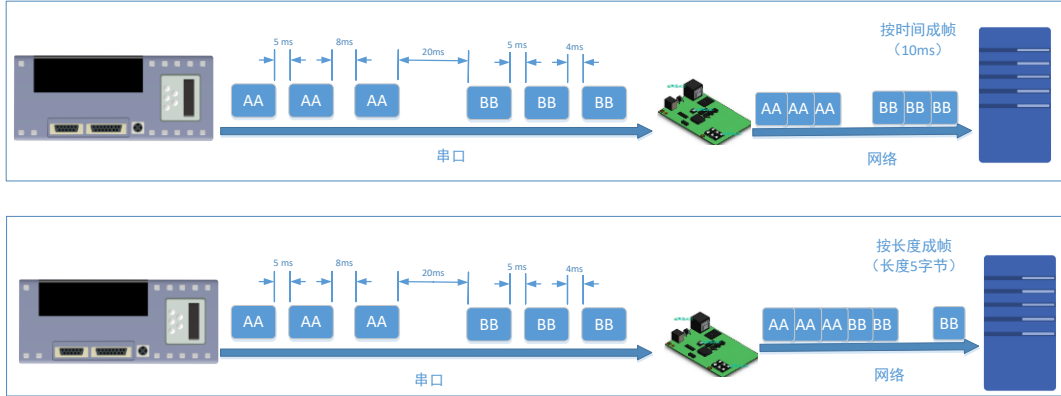 5 ms
8ms
20ms
5 ms
4ms
按时间成帧
（10ms）
AA
AA
AA
BB
BB
BB
AA AA AA
BB BB BB
串口
网络
5 ms
8ms
20ms
5 ms
4ms
按长度成帧
（长度5字节）
AA
AA
AA
BB
BB
BB
AA AA AA BB BB
BB
串口
网络